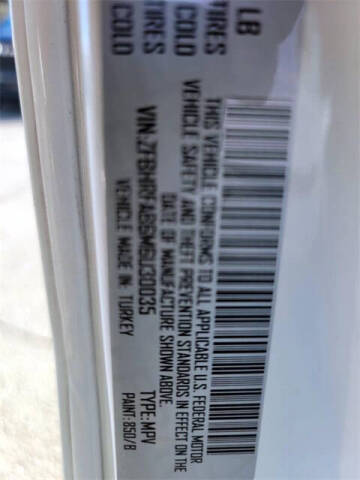 LB
TIRES
COLD
TIRES
COLD
THIS VEHICLE CONFORMS TO ALL APPLICABLE U.S. FEDERAL MOTOR
VEHICLE SAFETY AND THEFT PREVENTION STANDARDS IN EFFECT ON THE
DATE OF MANUFACTURE SHOWN ABOVE.
VIN:ZFBHRFAB6M6U30035 TYPE:MPV
VEHICLE MADE IN: TURKEY PAINT:850/B